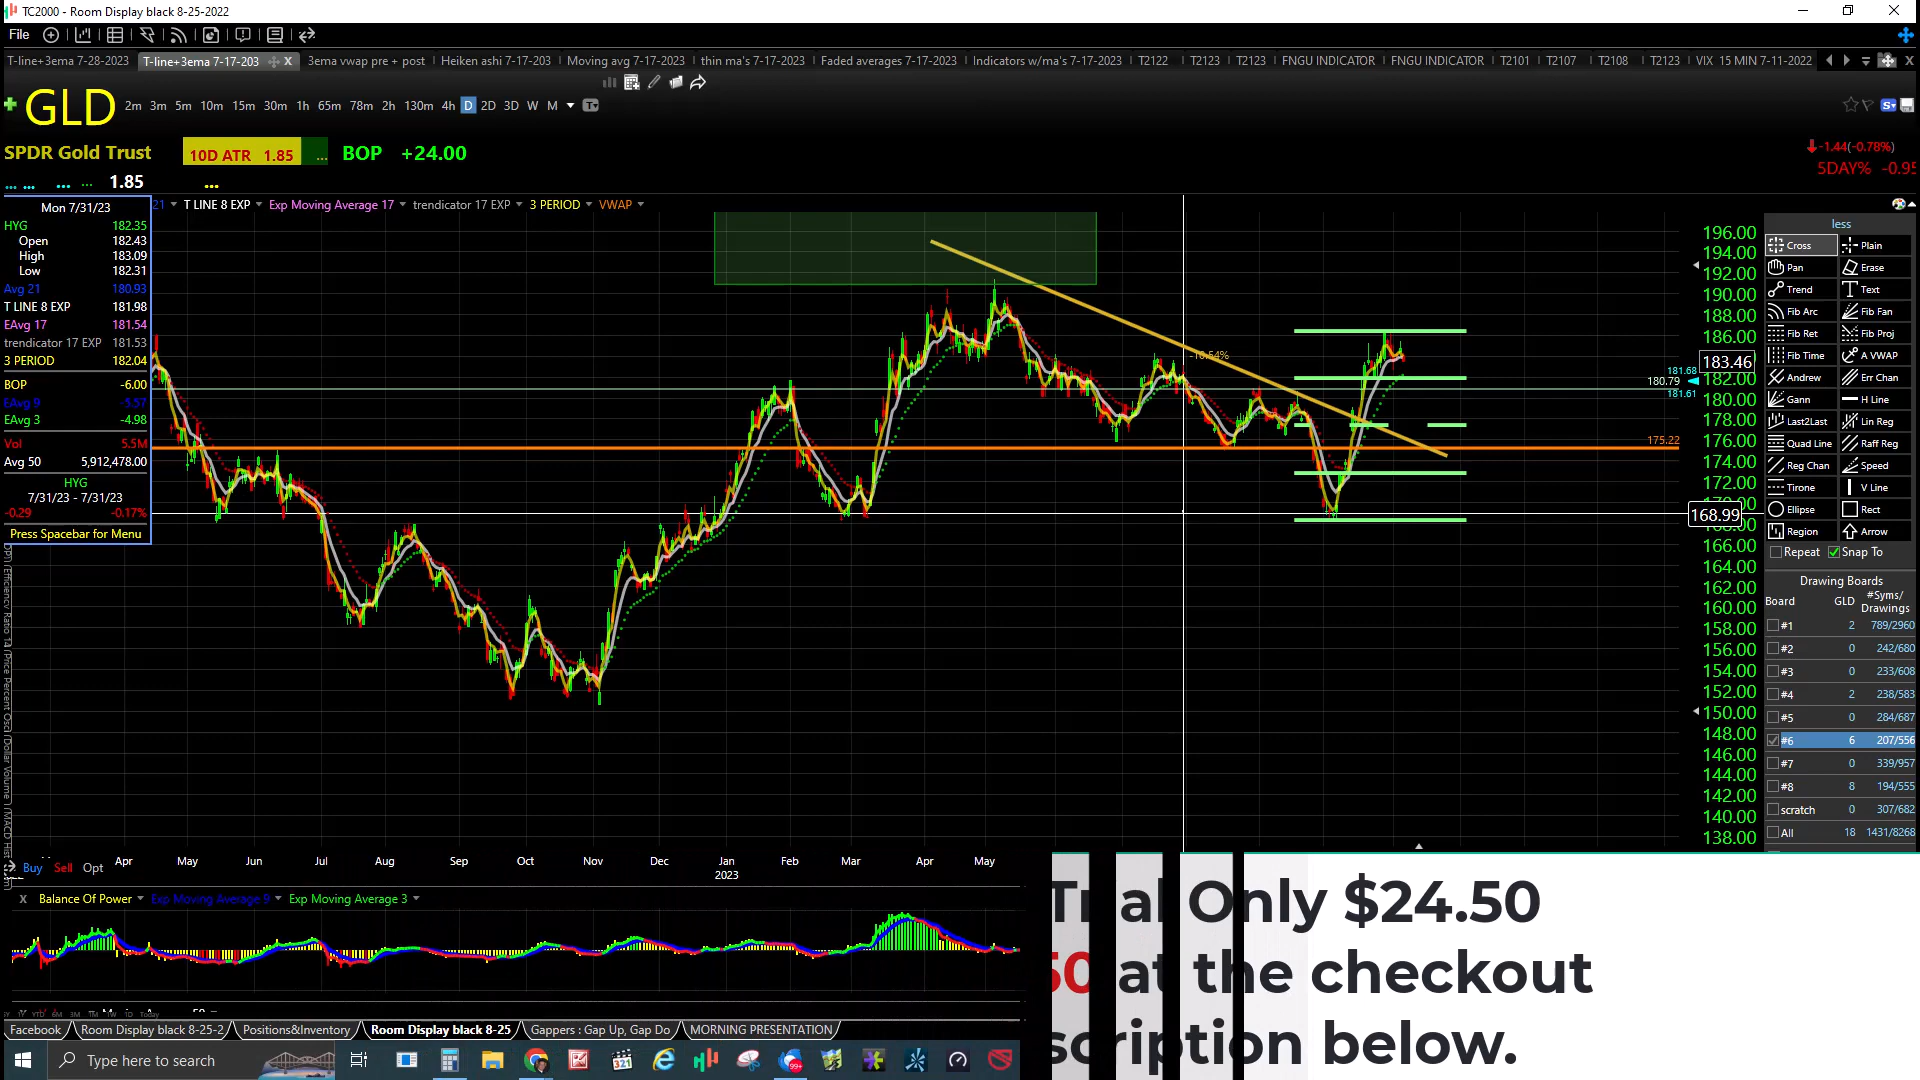 TC2000 - Room Display black 8-25-2022
File
T-line+3ema 7-28-2023 T-line+3ema 7-17-203 X 3ema vwap pre + post Heiken ashi 7-17-203 Moving avg 7-17-2023 thin ma's 7-17-2023 Faded averages 7-17-2023 Indicators w/ma's 7-17-2023 T2122 T2123 T2123 FNGU INDICATOR FNGU INDICATOR T2101 T2107 T2108 T2123 VIX 15 MIN 7-11-2022
GLD 2m 3m 5m 10m 15m 30m 1h 65m 78m 2h 130m 4h D 2D 3D W M
SPDR Gold Trust 10D ATR 1.85 ... BOP +24.00
-1.44(-0.78%)
5DAY% -0.95
... ... ... ... 1.85 ...
21 T LINE 8 EXP Exp Moving Average 17 trendicator 17 EXP 3 PERIOD VWAP
Mon 7/31/23
HYG 182.35
Open 182.43
High 183.09
Low 182.31
Avg 21 180.93
T LINE 8 EXP 181.98
EAvg 17 181.54
trendicator 17 EXP 181.53
3 PERIOD 182.04
BOP -6.00
EAvg 9 -5.57
EAvg 3 -4.98
Vol 5.5M
Avg 50 5,912,478.00
HYG
7/31/23 - 7/31/23
-0.29 -0.17%
Press Spacebar for Menu
-10.54%
181.68
180.79
181.61
175.22
196.00
194.00
192.00
190.00
188.00
186.00
183.46
182.00
180.00
178.00
176.00
174.00
172.00
168.99
166.00
164.00
162.00
160.00
158.00
156.00
154.00
152.00
150.00
148.00
146.00
144.00
142.00
140.00
138.00
less
Cross Plain
Pan Erase
Trend Text
Fib Arc Fib Fan
Fib Ret Fib Proj
Fib Time A VWAP
Andrew Err Chan
Gann H Line
Last2Last Lin Reg
Quad Line Raff Reg
Reg Chan Speed
Tirone V Line
Ellipse Rect
Region Arrow
Repeat Snap To
Drawing Boards
Board GLD #Syms/
Drawings
#1 2 789/2960
#2 0 242/680
#3 0 233/608
#4 2 238/583
#5 0 284/687
#6 6 207/556
#7 0 339/957
#8 8 194/555
scratch 0 307/682
All 18 1431/8268
Apr May Jun Jul Aug Sep Oct Nov Dec Jan Feb Mar Apr May
2023
Buy Sell Opt
X Balance Of Power Exp Moving Average 9 Exp Moving Average 3
Facebook Room Display black 8-25-2 Positions&Inventory Room Display black 8-25 Gappers : Gap Up, Gap Do MORNING PRESENTATION
Type here to search
Trial Only $24.50
50 at the checkout
scription below.